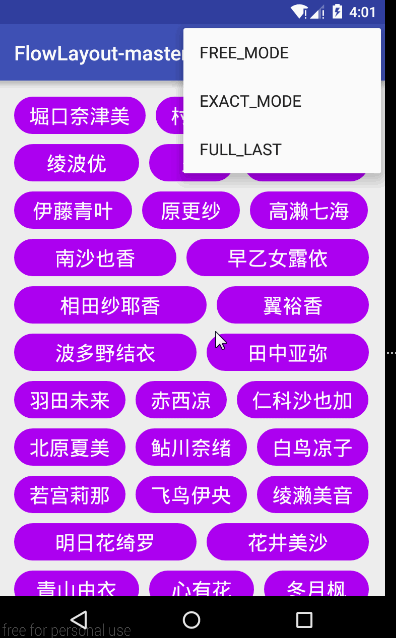 4:01
FlowLayout-master
FREE_MODE
EXACT_MODE
FULL_LAST
堀口奈津美
绫波优
伊藤青叶 原更纱 高濑七海
南沙也香 早乙女露依
相田纱耶香 翼裕香
波多野结衣 田中亚弥
羽田未来 赤西凉 仁科沙也加
北原夏美 鲇川奈绪 白鸟凉子
若宫莉那 飞鸟伊央 绫濑美音
明日花绮罗 花井美沙
青山由衣 心有花 冬月枫
free for personal use